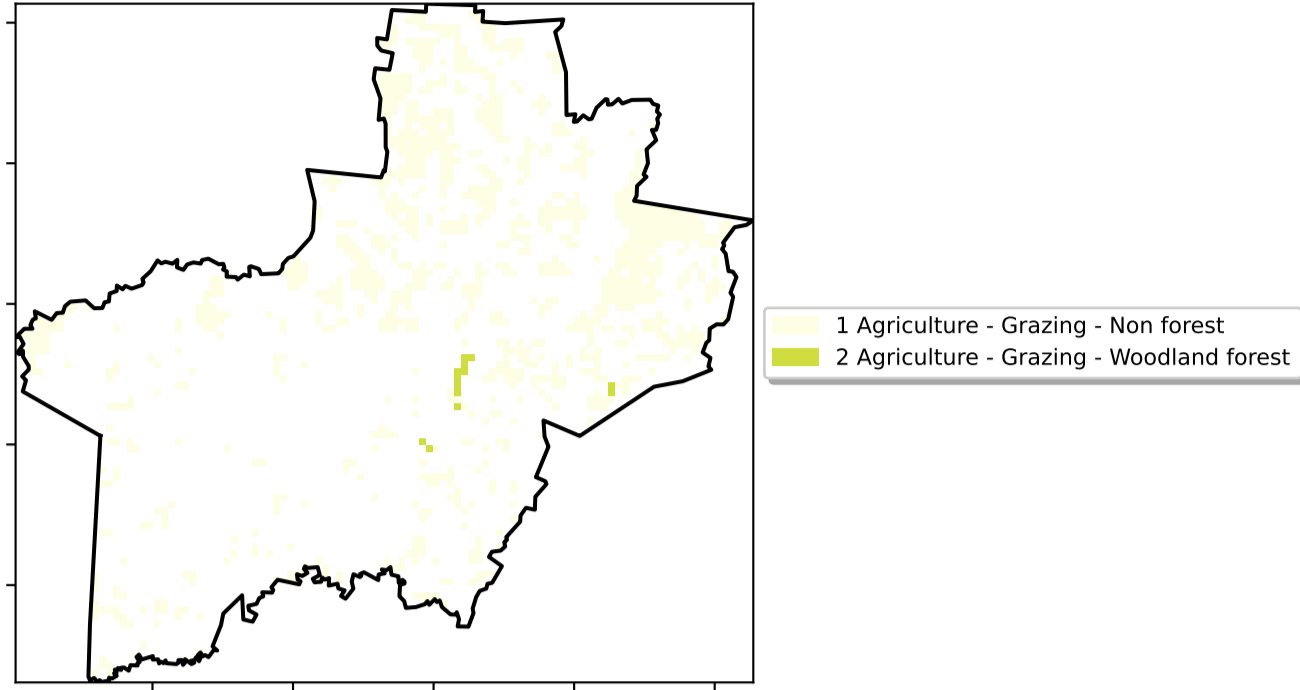 1 Agriculture - Grazing - Non forest
2 Agriculture - Grazing - Woodland forest